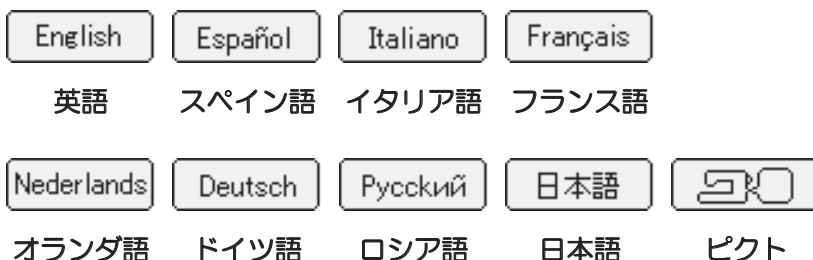 English Español Italiano Français
英語 スペイン語 イタリア語 フランス語
Nederlands Deutsch Русский 日本語
オランダ語 ドイツ語 ロシア語 日本語 ピクト